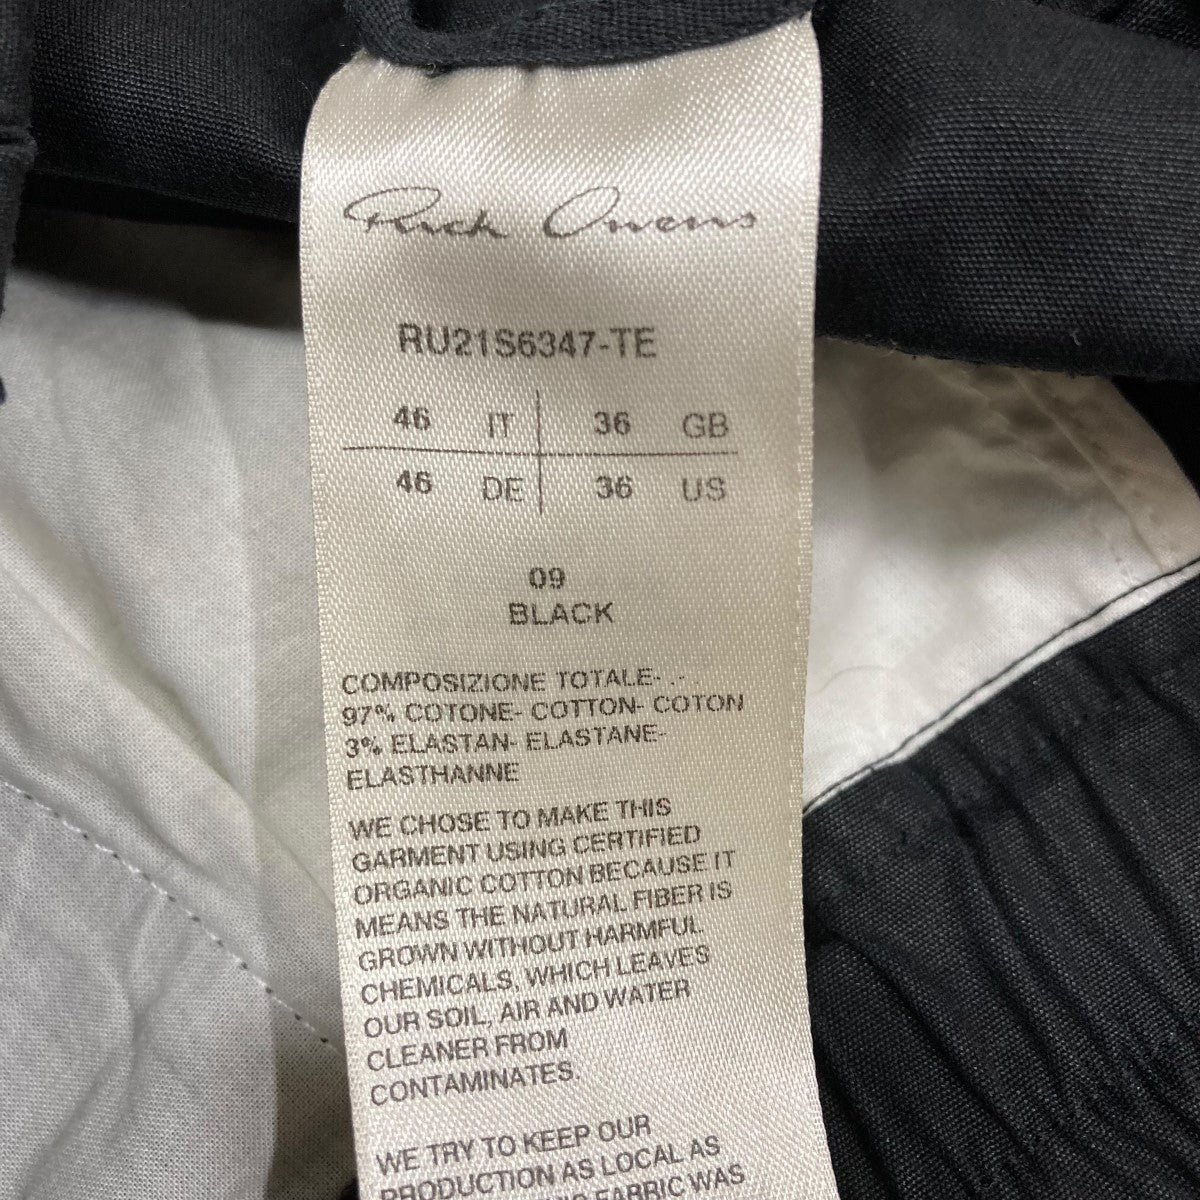 Rick Owens
RU21S6347-TE
46 IT 36 GB
46 DE 36 US
09
BLACK
COMPOSIZIONE TOTALE- .-
97% COTONE- COTTON- COTON
3% ELASTAN- ELASTANE-
ELASTHANNE
WE CHOSE TO MAKE THIS
GARMENT USING CERTIFIED
ORGANIC COTTON BECAUSE IT
MEANS THE NATURAL FIBER IS
GROWN WITHOUT HARMFUL
CHEMICALS, WHICH LEAVES
OUR SOIL, AIR AND WATER
CLEANER FROM
CONTAMINATES.
WE TRY TO KEEP OUR
PRODUCTION AS LOCAL AS
FABRIC WAS